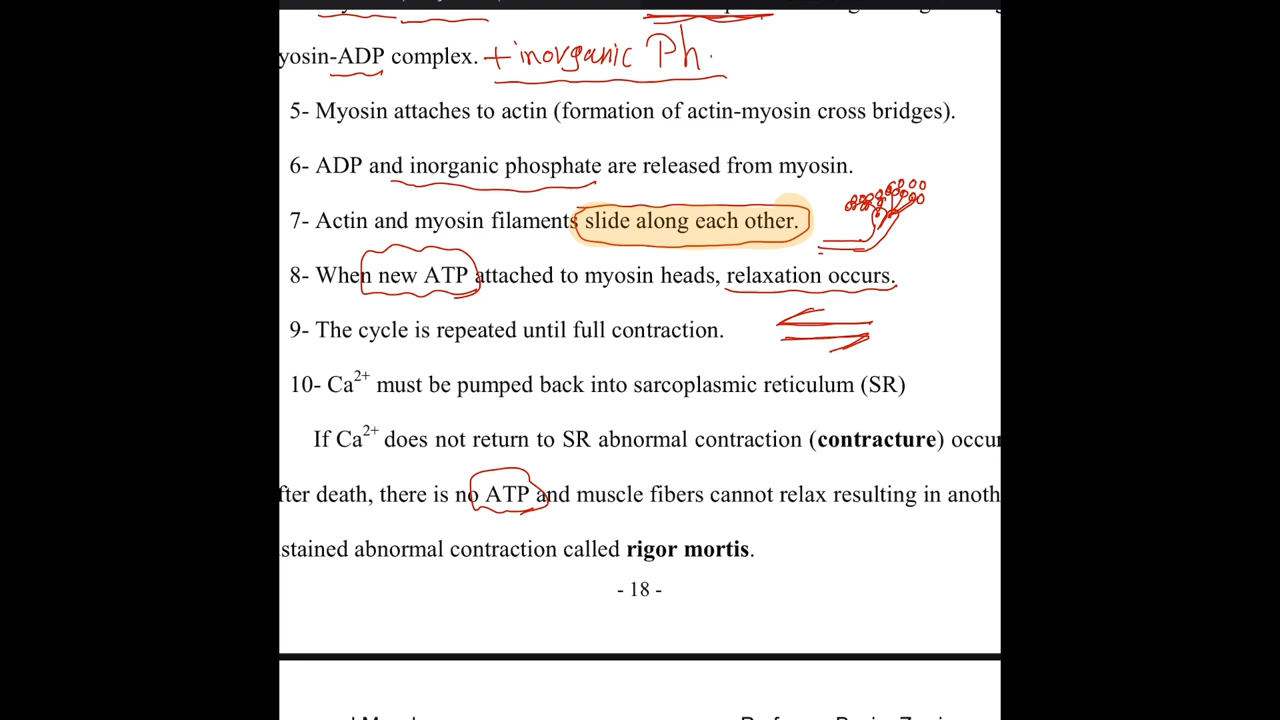 yosin-ADP complex. + inorganic Ph.
5- Myosin attaches to actin (formation of actin-myosin cross bridges).
6- ADP and inorganic phosphate are released from myosin.
7- Actin and myosin filaments slide along each other.
8- When new ATP attached to myosin heads, relaxation occurs.
9- The cycle is repeated until full contraction.
10- Ca2+ must be pumped back into sarcoplasmic reticulum (SR)
If Ca2+ does not return to SR abnormal contraction (contracture) occur
fter death, there is no ATP and muscle fibers cannot relax resulting in anoth
stained abnormal contraction called rigor mortis.
- 18 -